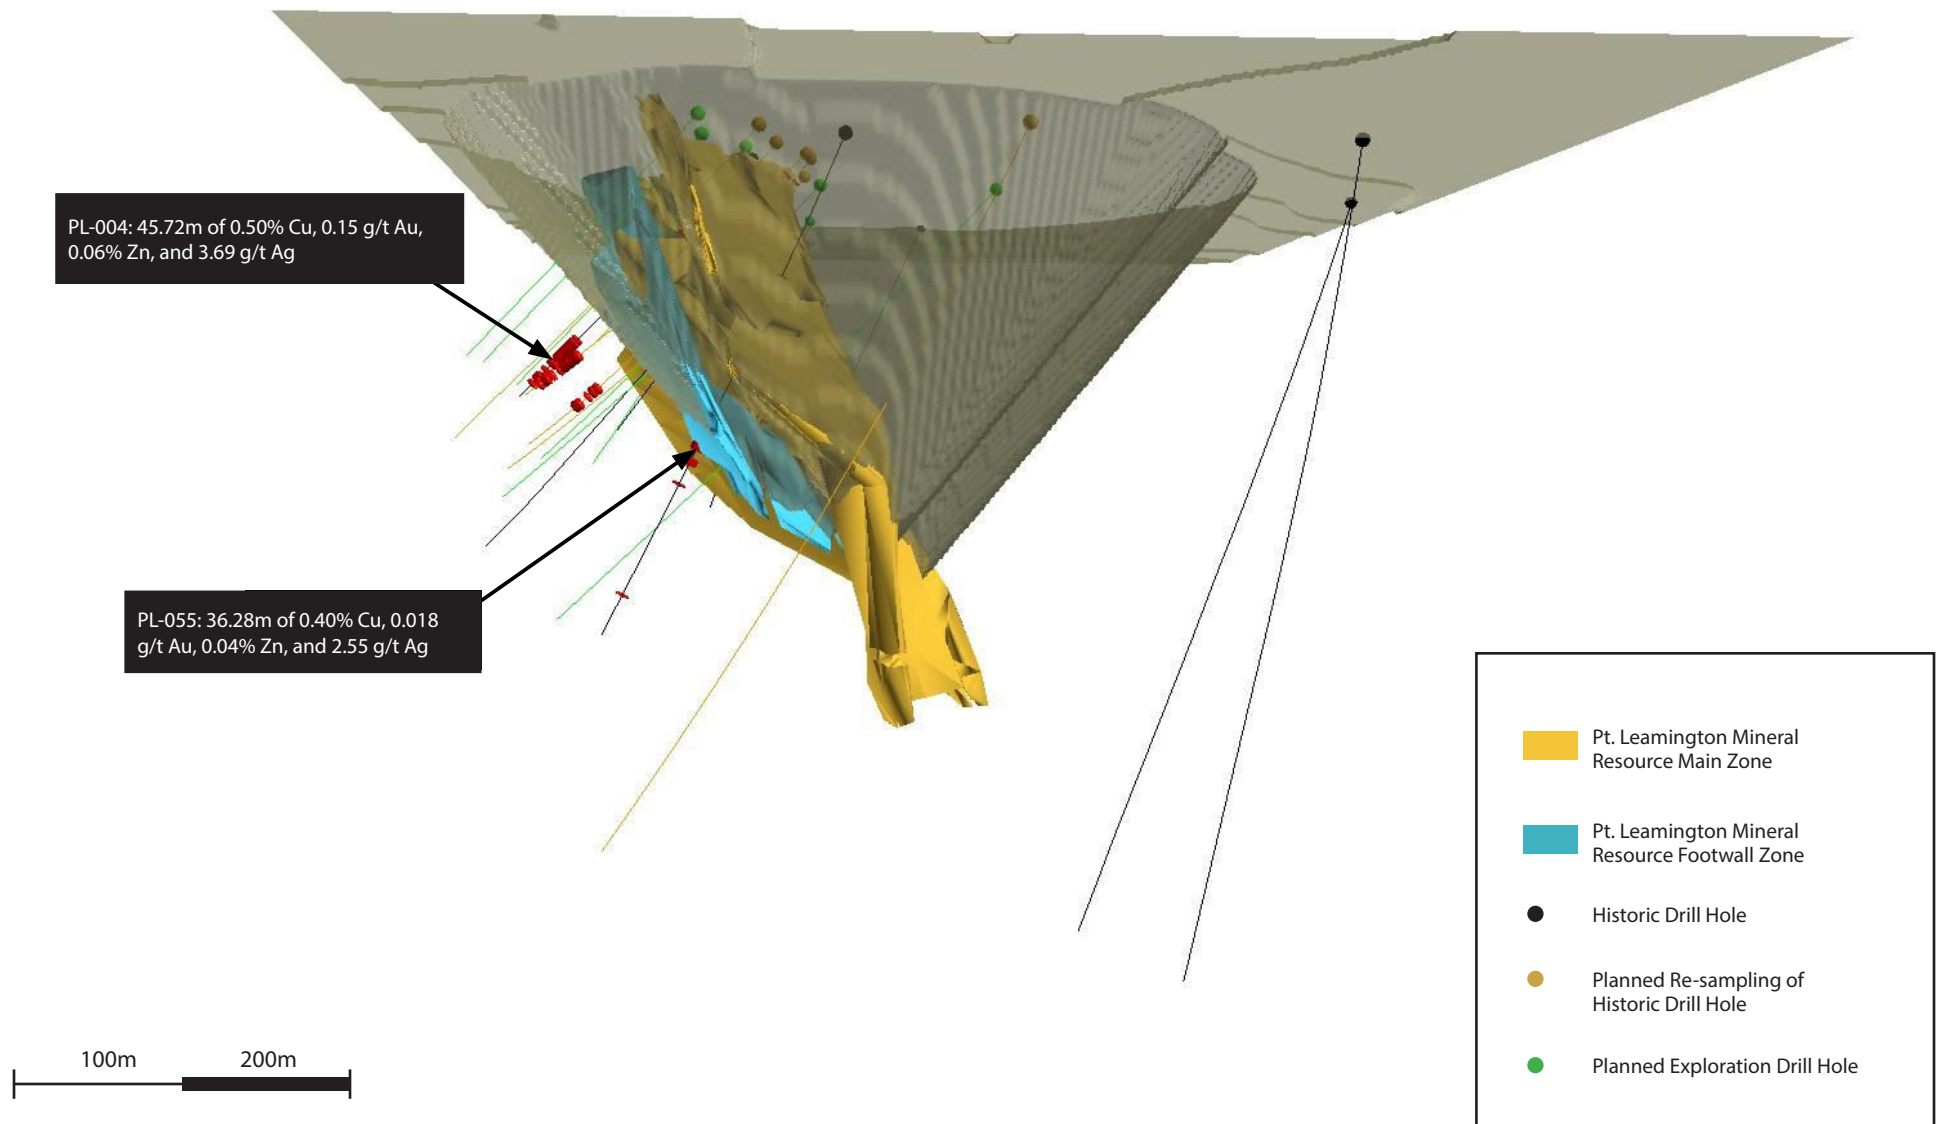 PL-004: 45.72m of 0.50% Cu, 0.15 g/t Au,
0.06% Zn, and 3.69 g/t Ag
PL-055: 36.28m of 0.40% Cu, 0.018
g/t Au, 0.04% Zn, and 2.55 g/t Ag
Pt. Leamington Mineral
Resource Main Zone
Pt. Leamington Mineral
Resource Footwall Zone
Historic Drill Hole
Planned Re-sampling of
Historic Drill Hole
Planned Exploration Drill Hole
100m 200m